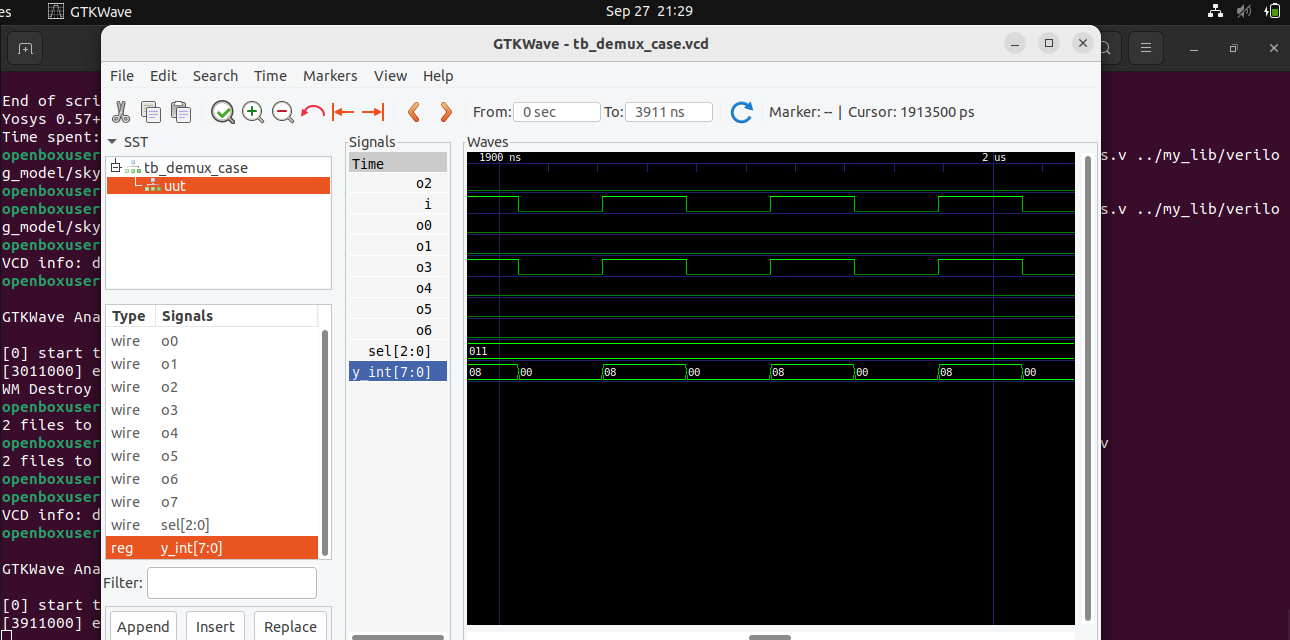 es GTKWave Sep 27 21:29
GTKWave - tb_demux_case.vcd
File Edit Search Time Markers View Help
From: 0 sec To: 3911 ns Marker: -- | Cursor: 1913500 ps
SST
tb_demux_case
uut
Type Signals
wire o0
wire o1
wire o2
wire o3
wire o4
wire o5
wire o6
wire o7
wire sel[2:0]
reg y_int[7:0]
Filter:
Append Insert Replace
Signals
Time
o2
i
o0
o1
o3
o4
o5
o6
sel[2:0]
y_int[7:0]
Waves
1900 ns 2 us
011
08 00 08 00 08 00 08 00
End of scri
Yosys 0.57+
Time spent:
openboxuser s.v ../my_lib/verilo
g_model/sky
openboxuser
openboxuser s.v ../my_lib/verilo
g_model/sky
openboxuser
VCD info: d
openboxuser
GTKWave Ana
[0] start t
[3011000] e
WM Destroy
openboxuser
2 files to
openboxuser v
2 files to
openboxuser
openboxuser
VCD info: d
openboxuser
GTKWave Ana
[0] start t
[3911000] e